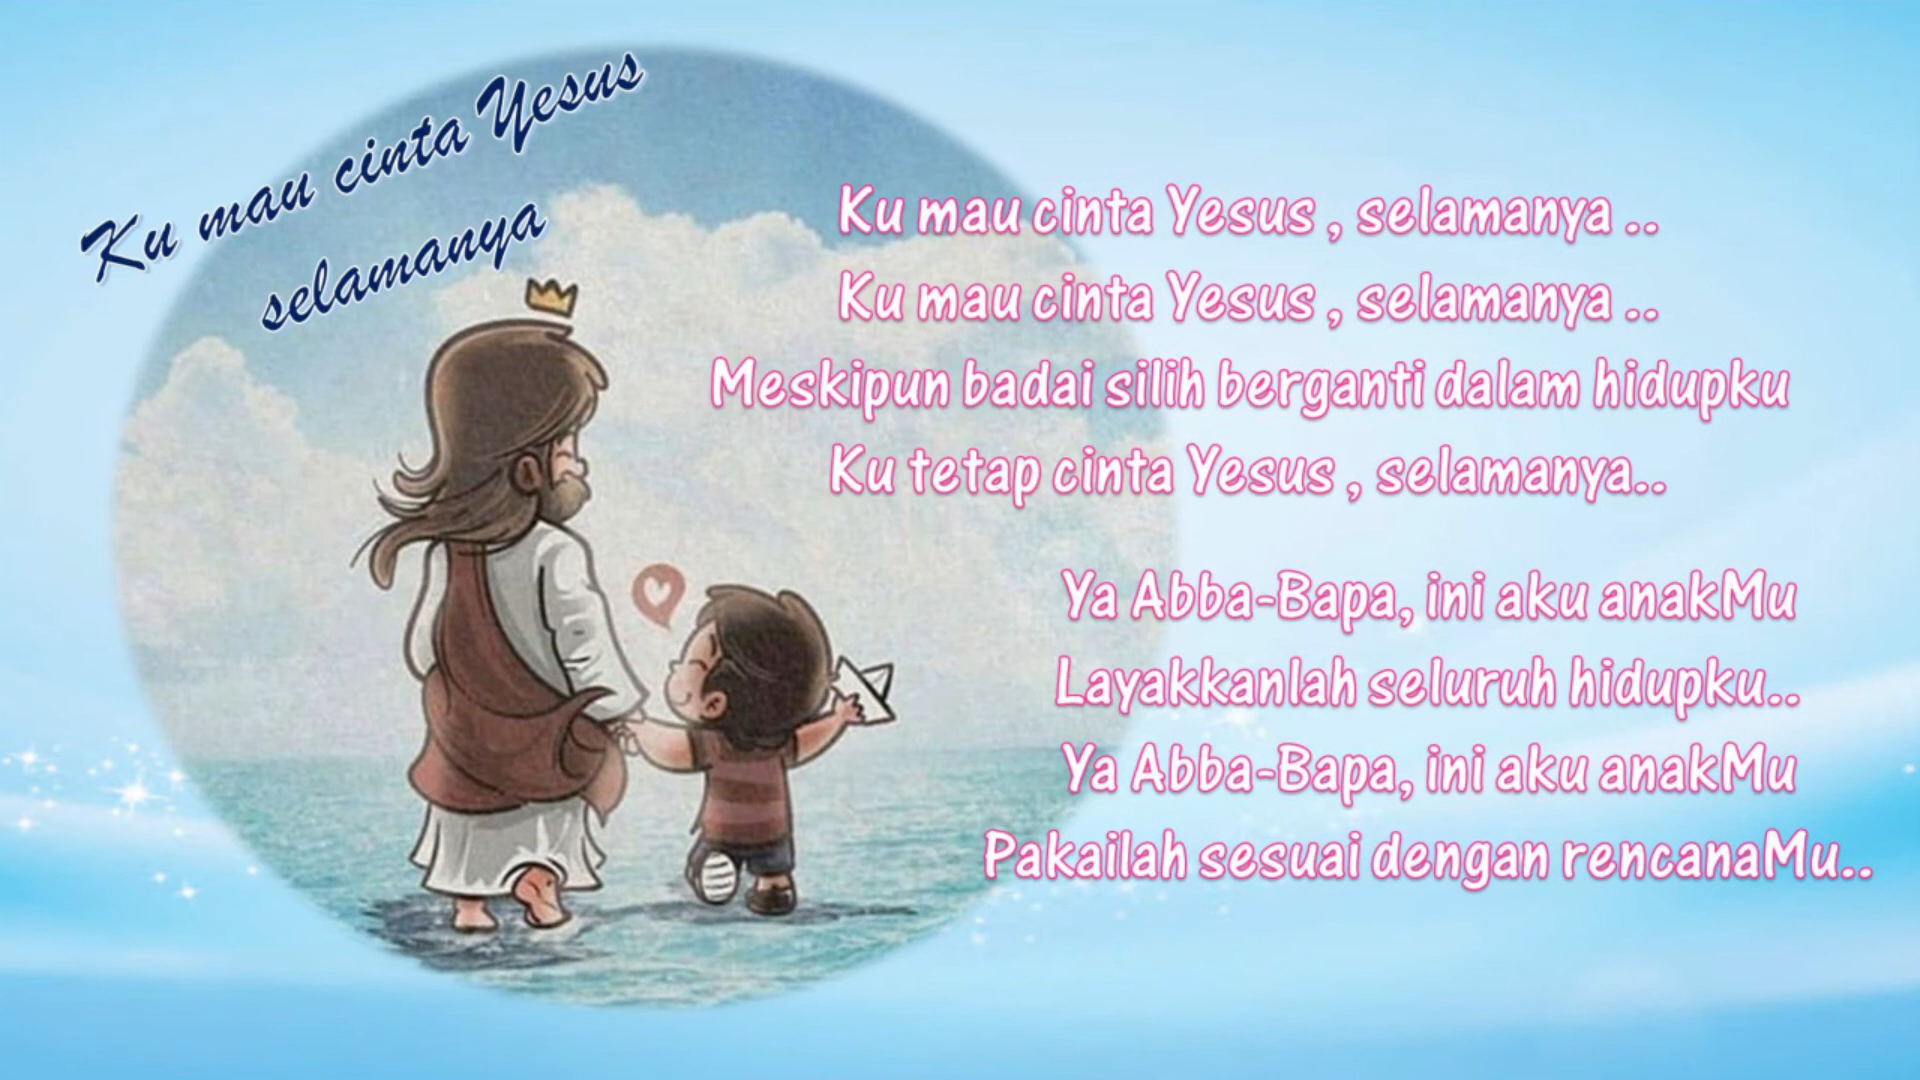 Ku mau cinta Yesus
selamanya
Ku mau cinta Yesus , selamanya ..
Ku mau cinta Yesus , selamanya ..
Meskipun badai silih berganti dalam hidupku
Ku tetap cinta Yesus , selamanya..
Ya Abba-Bapa, ini aku anakMu
Layakkanlah seluruh hidupku..
Ya Abba-Bapa, ini aku anakMu
Pakailah sesuai dengan rencanaMu..